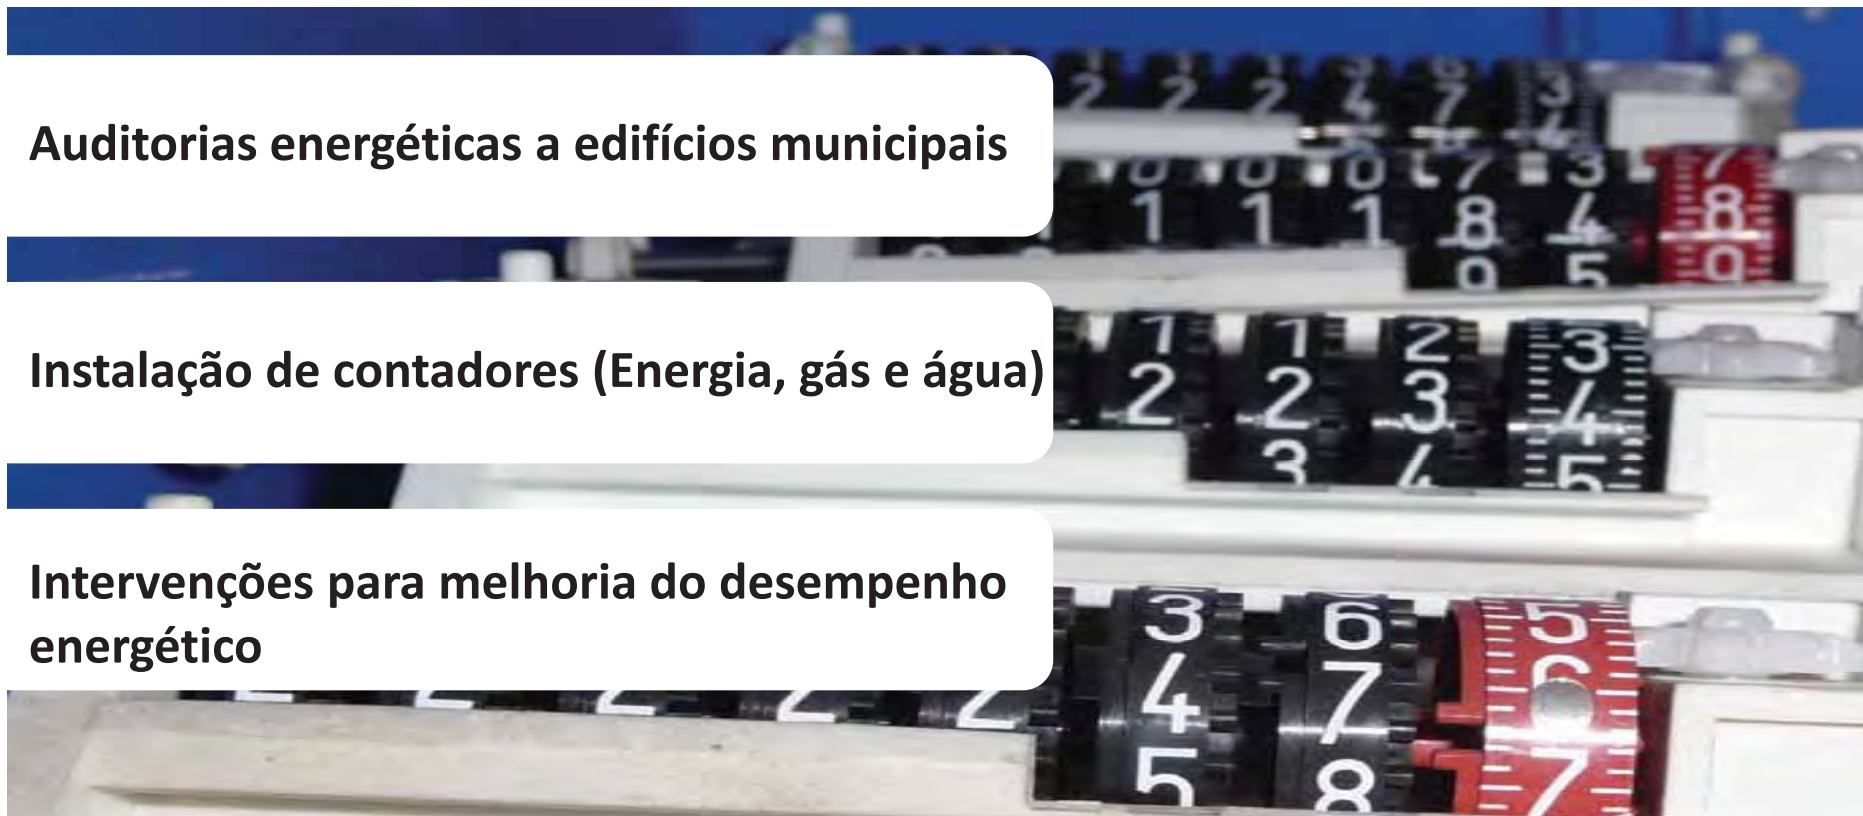 Auditorias energéticas a edifícios municipais
Instalação de contadores (Energia, gás e água)
Intervenções para melhoria do desempenho
energético